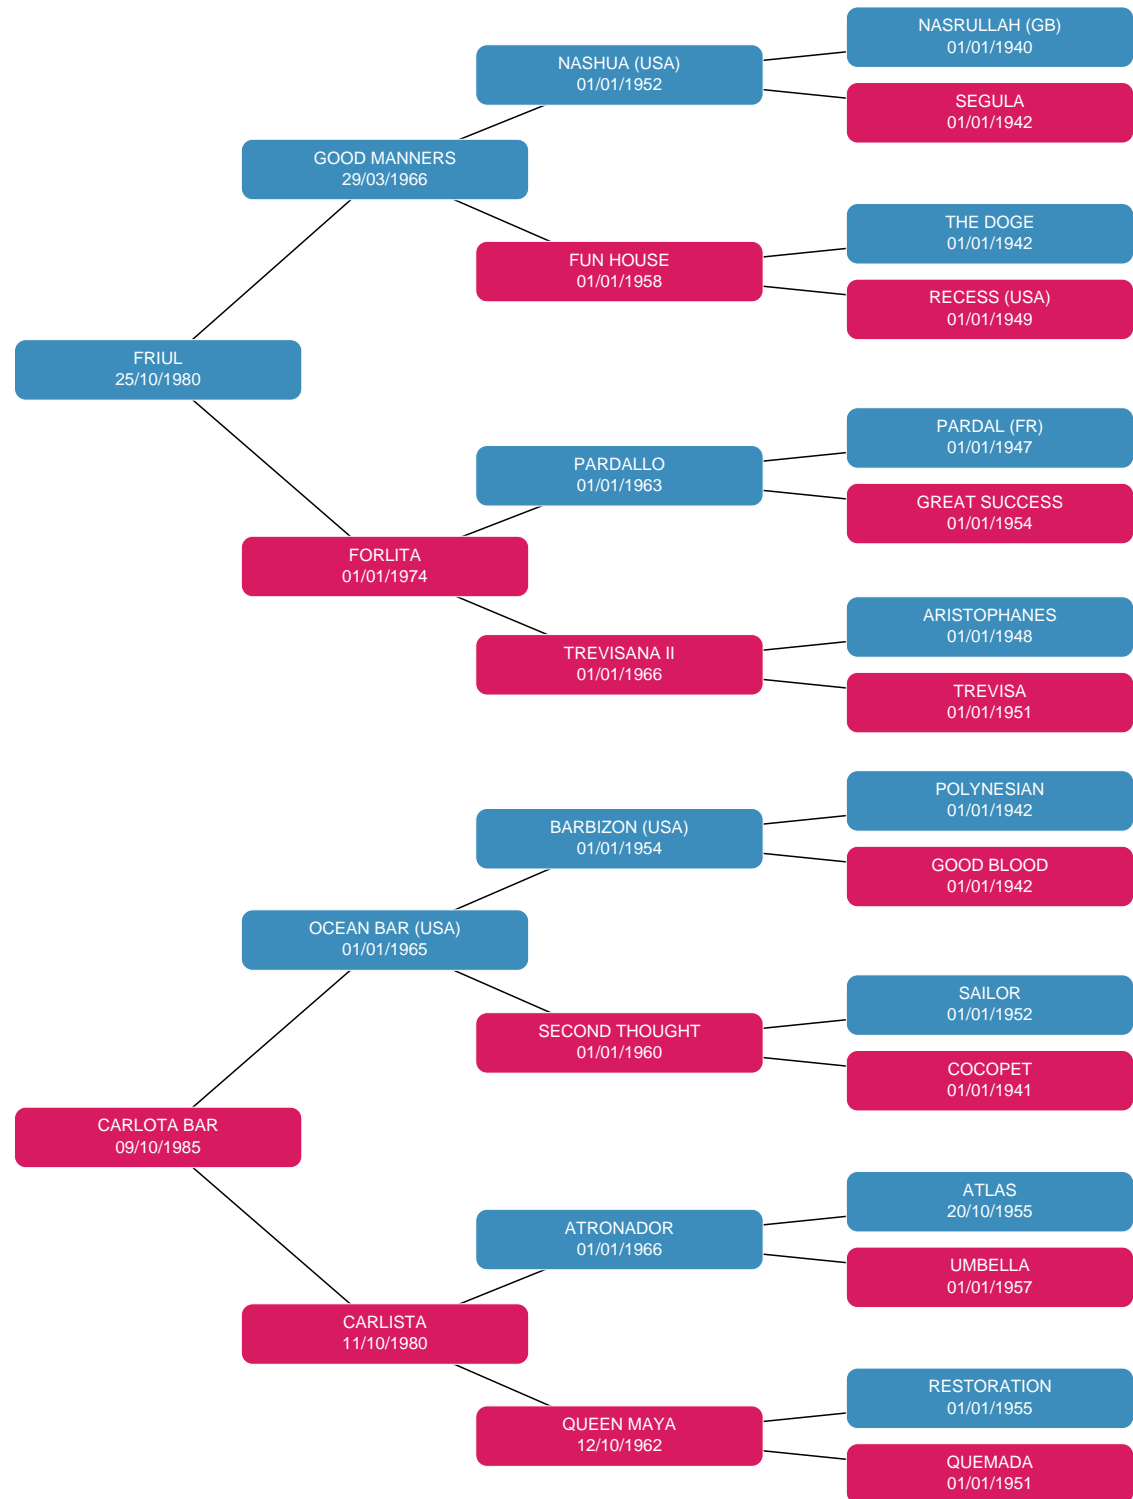 NASRULLAH (GB)
01/01/1940
NASHUA (USA)
01/01/1952
SEGULA
01/01/1942
GOOD MANNERS
29/03/1966
THE DOGE
01/01/1942
FUN HOUSE
01/01/1958
RECESS (USA)
01/01/1949
FRIUL
25/10/1980
PARDAL (FR)
01/01/1947
PARDALLO
01/01/1963
GREAT SUCCESS
01/01/1954
FORLITA
01/01/1974
ARISTOPHANES
01/01/1948
TREVISANA II
01/01/1966
TREVISA
01/01/1951
POLYNESIAN
01/01/1942
BARBIZON (USA)
01/01/1954
GOOD BLOOD
01/01/1942
OCEAN BAR (USA)
01/01/1965
SAILOR
01/01/1952
SECOND THOUGHT
01/01/1960
COCOPET
01/01/1941
CARLOTA BAR
09/10/1985
ATLAS
20/10/1955
ATRONADOR
01/01/1966
UMBELLA
01/01/1957
CARLISTA
11/10/1980
RESTORATION
01/01/1955
QUEEN MAYA
12/10/1962
QUEMADA
01/01/1951